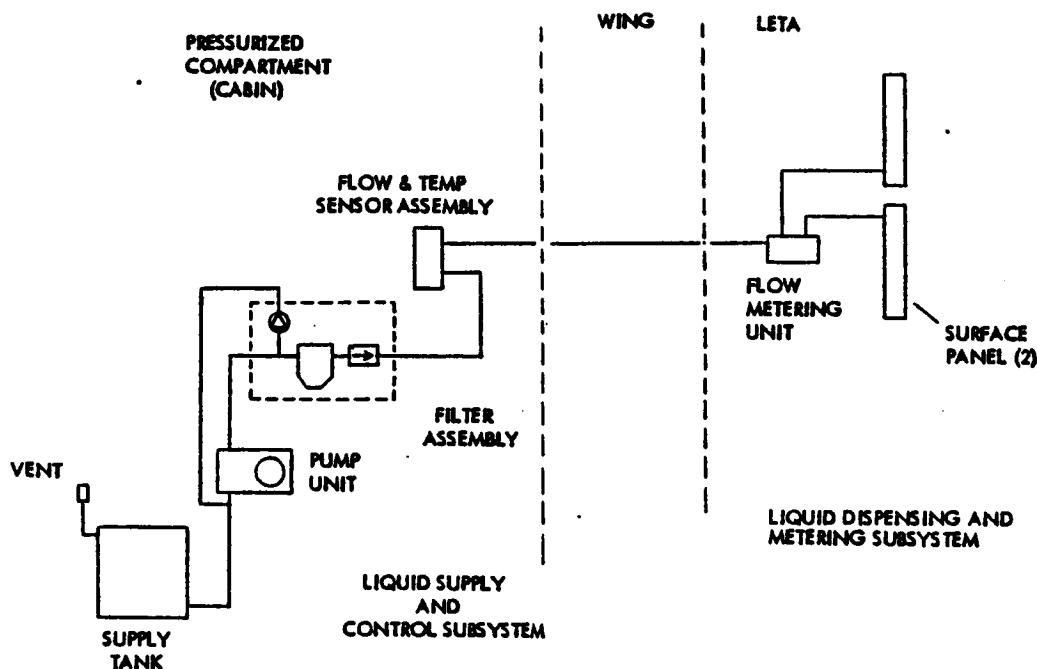 WING
LETA
PRESSURIZED
COMPARTMENT
(CABIN)
FLOW & TEMP
SENSOR ASSEMBLY
FLOW
METERING
UNIT
SURFACE
PANEL (2)
FILTER
ASSEMBLY
PUMP
UNIT
VENT
LIQUID DISPENSING AND
METERING SUBSYSTEM
LIQUID SUPPLY
AND
CONTROL SUBSYSTEM
SUPPLY
TANK